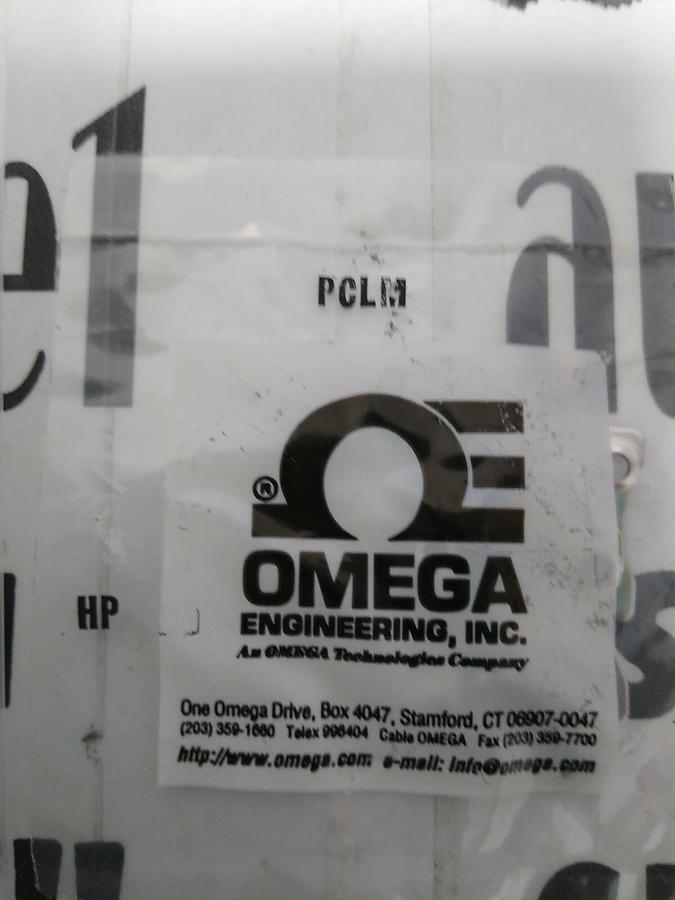 PCLM
®
OMEGA
ENGINEERING, INC.
An OMEGA Technologies Company
HP
One Omega Drive, Box 4047, Stamford, CT 06907-0047
(203) 359-1660 Telex 996404 Cable OMEGA Fax (203) 359-7700
http://www.omega.com e-mail: info@omega.com